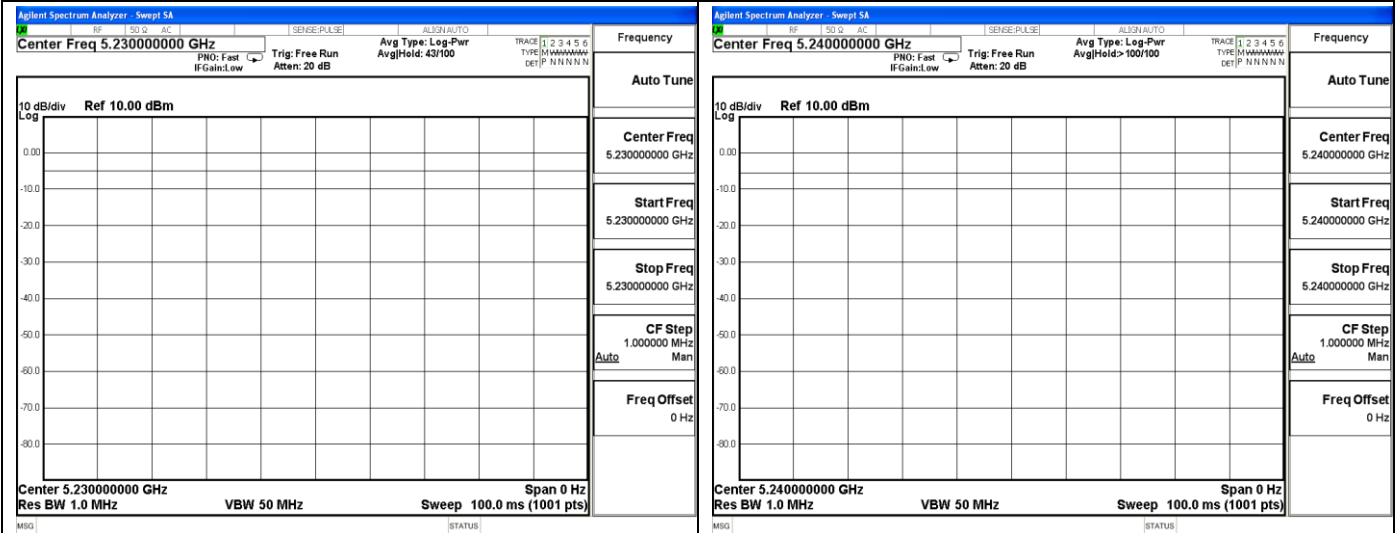 Agilent Spectrum Analyzer - Swept SA
RF 50 Ω AC SENSE:PULSE ALIGN AUTO
Center Freq 5.230000000 GHz
PNO: Fast
IFGain:Low
Trig: Free Run
Atten: 20 dB
Avg Type: Log-Pwr
Avg|Hold: 43/100
TRACE 1 2 3 4 5 6
TYPE M WWWWW
DET P N N N N N
10 dB/div Ref 10.00 dBm
Log
0.00
-10.0
-20.0
-30.0
-40.0
-50.0
-60.0
-70.0
-80.0
Center 5.230000000 GHz Span 0 Hz
Res BW 1.0 MHz VBW 50 MHz Sweep 100.0 ms (1001 pts)
MSG STATUS
Frequency
Auto Tune
Center Freq
5.230000000 GHz
Start Freq
5.230000000 GHz
Stop Freq
5.230000000 GHz
CF Step
1.000000 MHz
Auto Man
Freq Offset
0 Hz
Agilent Spectrum Analyzer - Swept SA
RF 50 Ω AC SENSE:PULSE ALIGN AUTO
Center Freq 5.240000000 GHz
PNO: Fast
IFGain:Low
Trig: Free Run
Atten: 20 dB
Avg Type: Log-Pwr
Avg|Hold:>100/100
TRACE 1 2 3 4 5 6
TYPE M WWWWW
DET P N N N N N
10 dB/div Ref 10.00 dBm
Log
0.00
-10.0
-20.0
-30.0
-40.0
-50.0
-60.0
-70.0
-80.0
Center 5.240000000 GHz Span 0 Hz
Res BW 1.0 MHz VBW 50 MHz Sweep 100.0 ms (1001 pts)
MSG STATUS
Frequency
Auto Tune
Center Freq
5.240000000 GHz
Start Freq
5.240000000 GHz
Stop Freq
5.240000000 GHz
CF Step
1.000000 MHz
Auto Man
Freq Offset
0 Hz